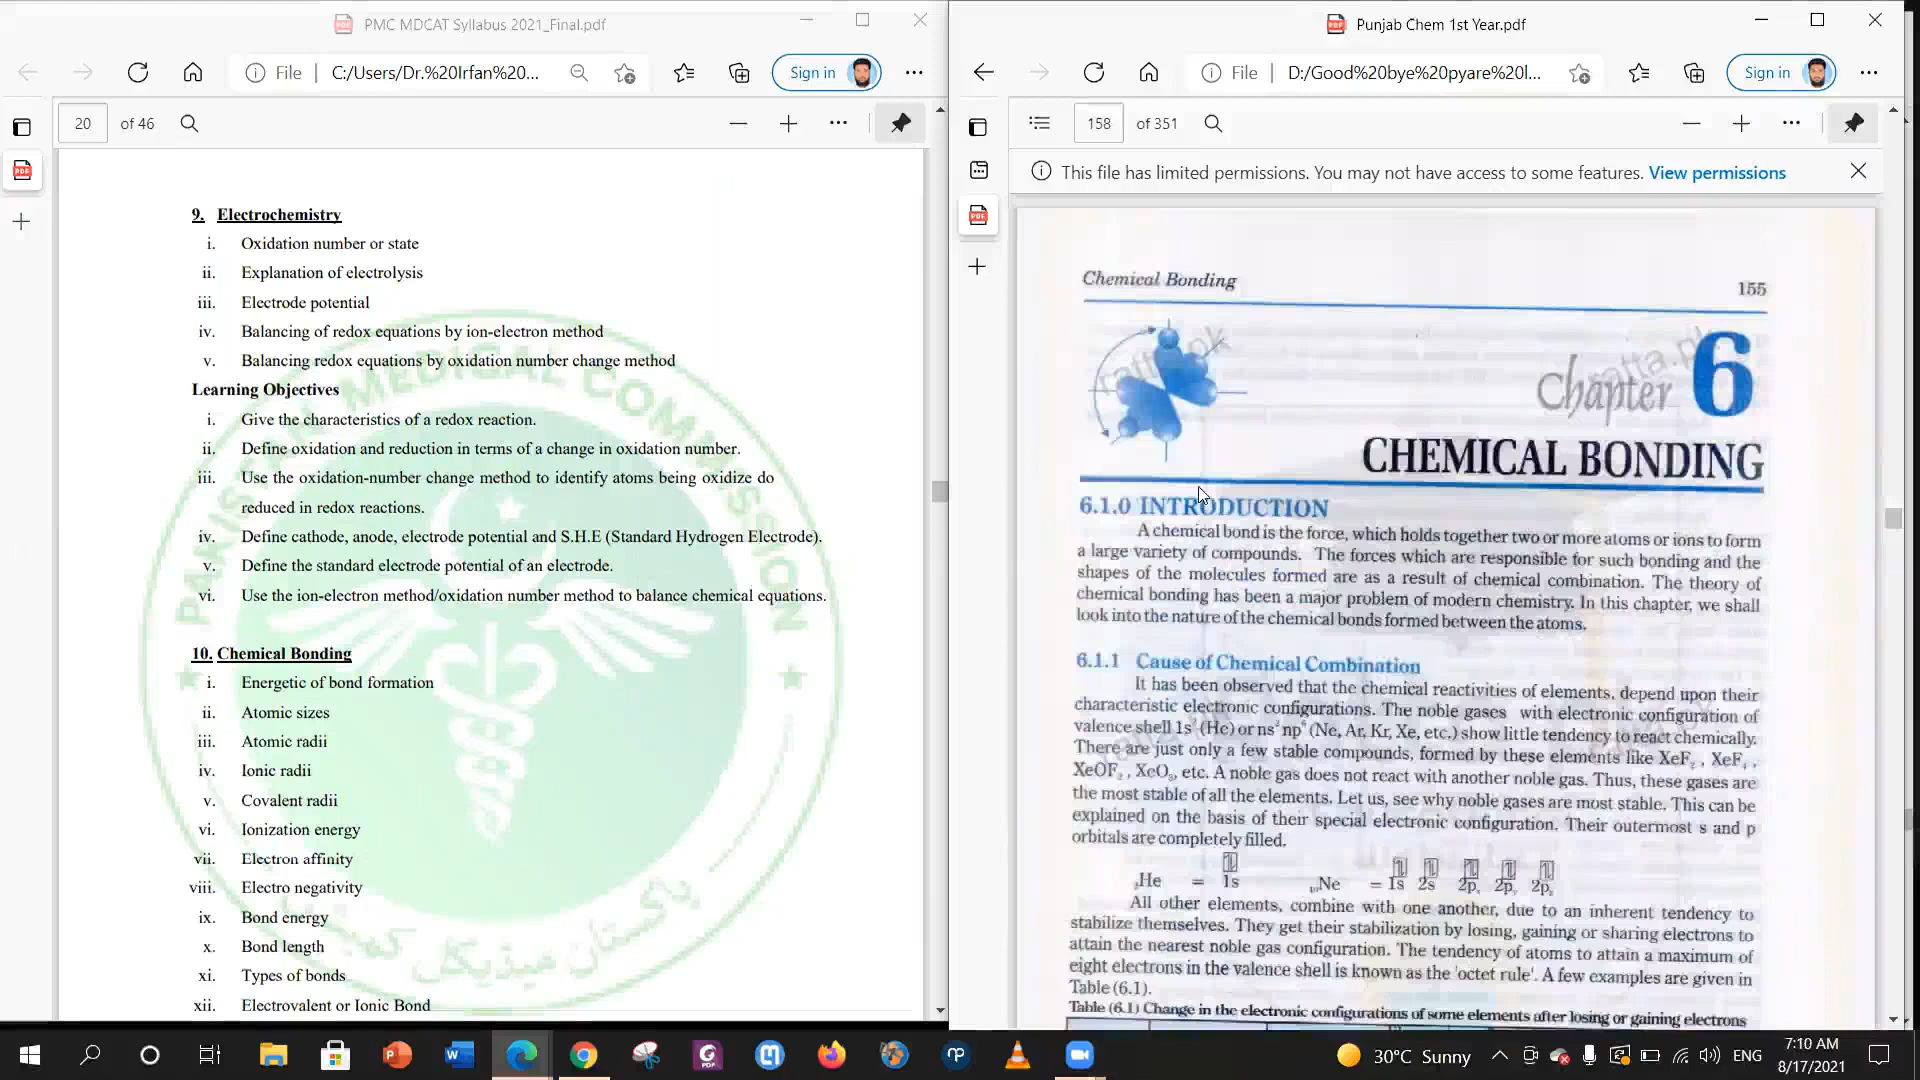 PMC MDCAT Syllabus 2021_Final.pdf
File | C:/Users/Dr.%20Irfan%20...
Sign in
20 of 46
9. Electrochemistry
i. Oxidation number or state
ii. Explanation of electrolysis
iii. Electrode potential
iv. Balancing of redox equations by ion-electron method
v. Balancing redox equations by oxidation number change method
Learning Objectives
i. Give the characteristics of a redox reaction.
ii. Define oxidation and reduction in terms of a change in oxidation number.
iii. Use the oxidation-number change method to identify atoms being oxidize do
reduced in redox reactions.
iv. Define cathode, anode, electrode potential and S.H.E (Standard Hydrogen Electrode).
v. Define the standard electrode potential of an electrode.
vi. Use the ion-electron method/oxidation number method to balance chemical equations.
10. Chemical Bonding
i. Energetic of bond formation
ii. Atomic sizes
iii. Atomic radii
iv. Ionic radii
v. Covalent radii
vi. Ionization energy
vii. Electron affinity
viii. Electro negativity
ix. Bond energy
x. Bond length
xi. Types of bonds
xii. Electrovalent or Ionic Bond
PAKISTAN MEDICAL COMMISSION
پاکستان میڈیکل کمیشن
Punjab Chem 1st Year.pdf
File | D:/Good%20bye%20pyare%20l...
Sign in
158 of 351
This file has limited permissions. You may not have access to some features. View permissions
Chemical Bonding 155
Chapter 6
CHEMICAL BONDING
6.1.0 INTRODUCTION
A chemical bond is the force, which holds together two or more atoms or ions to form
a large variety of compounds. The forces which are responsible for such bonding and the
shapes of the molecules formed are as a result of chemical combination. The theory of
chemical bonding has been a major problem of modern chemistry. In this chapter, we shall
look into the nature of the chemical bonds formed between the atoms.
6.1.1 Cause of Chemical Combination
It has been observed that the chemical reactivities of elements, depend upon their
characteristic electronic configurations. The noble gases with electronic configuration of
valence shell 1s² (He) or ns² np⁶ (Ne, Ar, Kr, Xe, etc.) show little tendency to react chemically.
There are just only a few stable compounds, formed by these elements like XeF₂, XeF₄,
XeOF₂, XeO₃, etc. A noble gas does not react with another noble gas. Thus, these gases are
the most stable of all the elements. Let us, see why noble gases are most stable. This can be
explained on the basis of their special electronic configuration. Their outermost s and p
orbitals are completely filled.
₂He = 1s ₁₀Ne = 1s 2s 2pₓ 2pᵧ 2p_z
All other elements, combine with one another, due to an inherent tendency to
stabilize themselves. They get their stabilization by losing, gaining or sharing electrons to
attain the nearest noble gas configuration. The tendency of atoms to attain a maximum of
eight electrons in the valence shell is known as the 'octet rule'. A few examples are given in
Table (6.1).
Table (6.1) Change in the electronic configurations of some elements after losing or gaining electrons
30°C Sunny
ENG
7:10 AM
8/17/2021